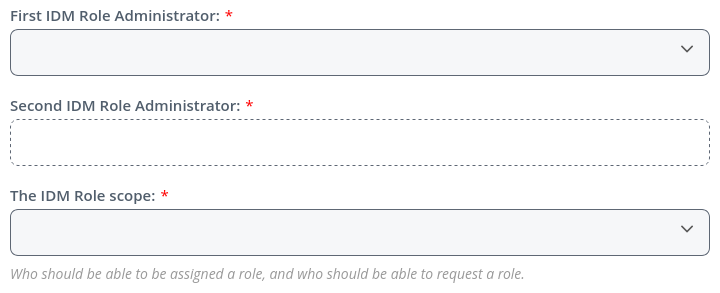 First IDM Role Administrator: *
Second IDM Role Administrator: *
The IDM Role scope: *
Who should be able to be assigned a role, and who should be able to request a role.